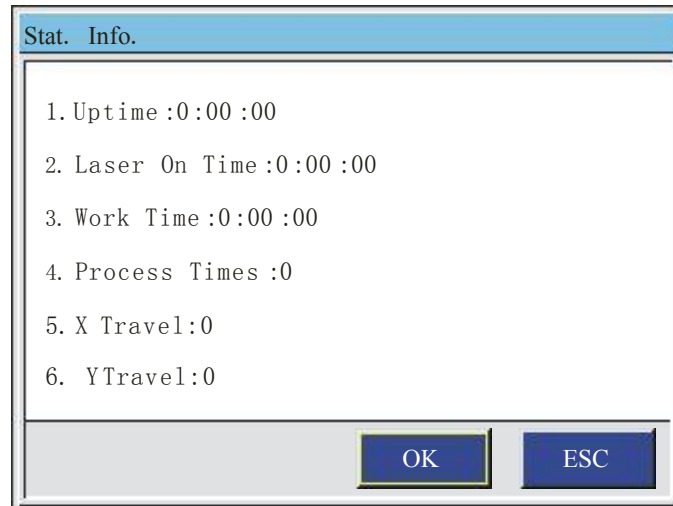 Stat. Info.
1. Uptime :0:00 :00
2. Laser On Time :0:00 :00
3. Work Time :0:00 :00
4. Process Times :0
5. X Travel:0
6. YTravel:0
OK ESC